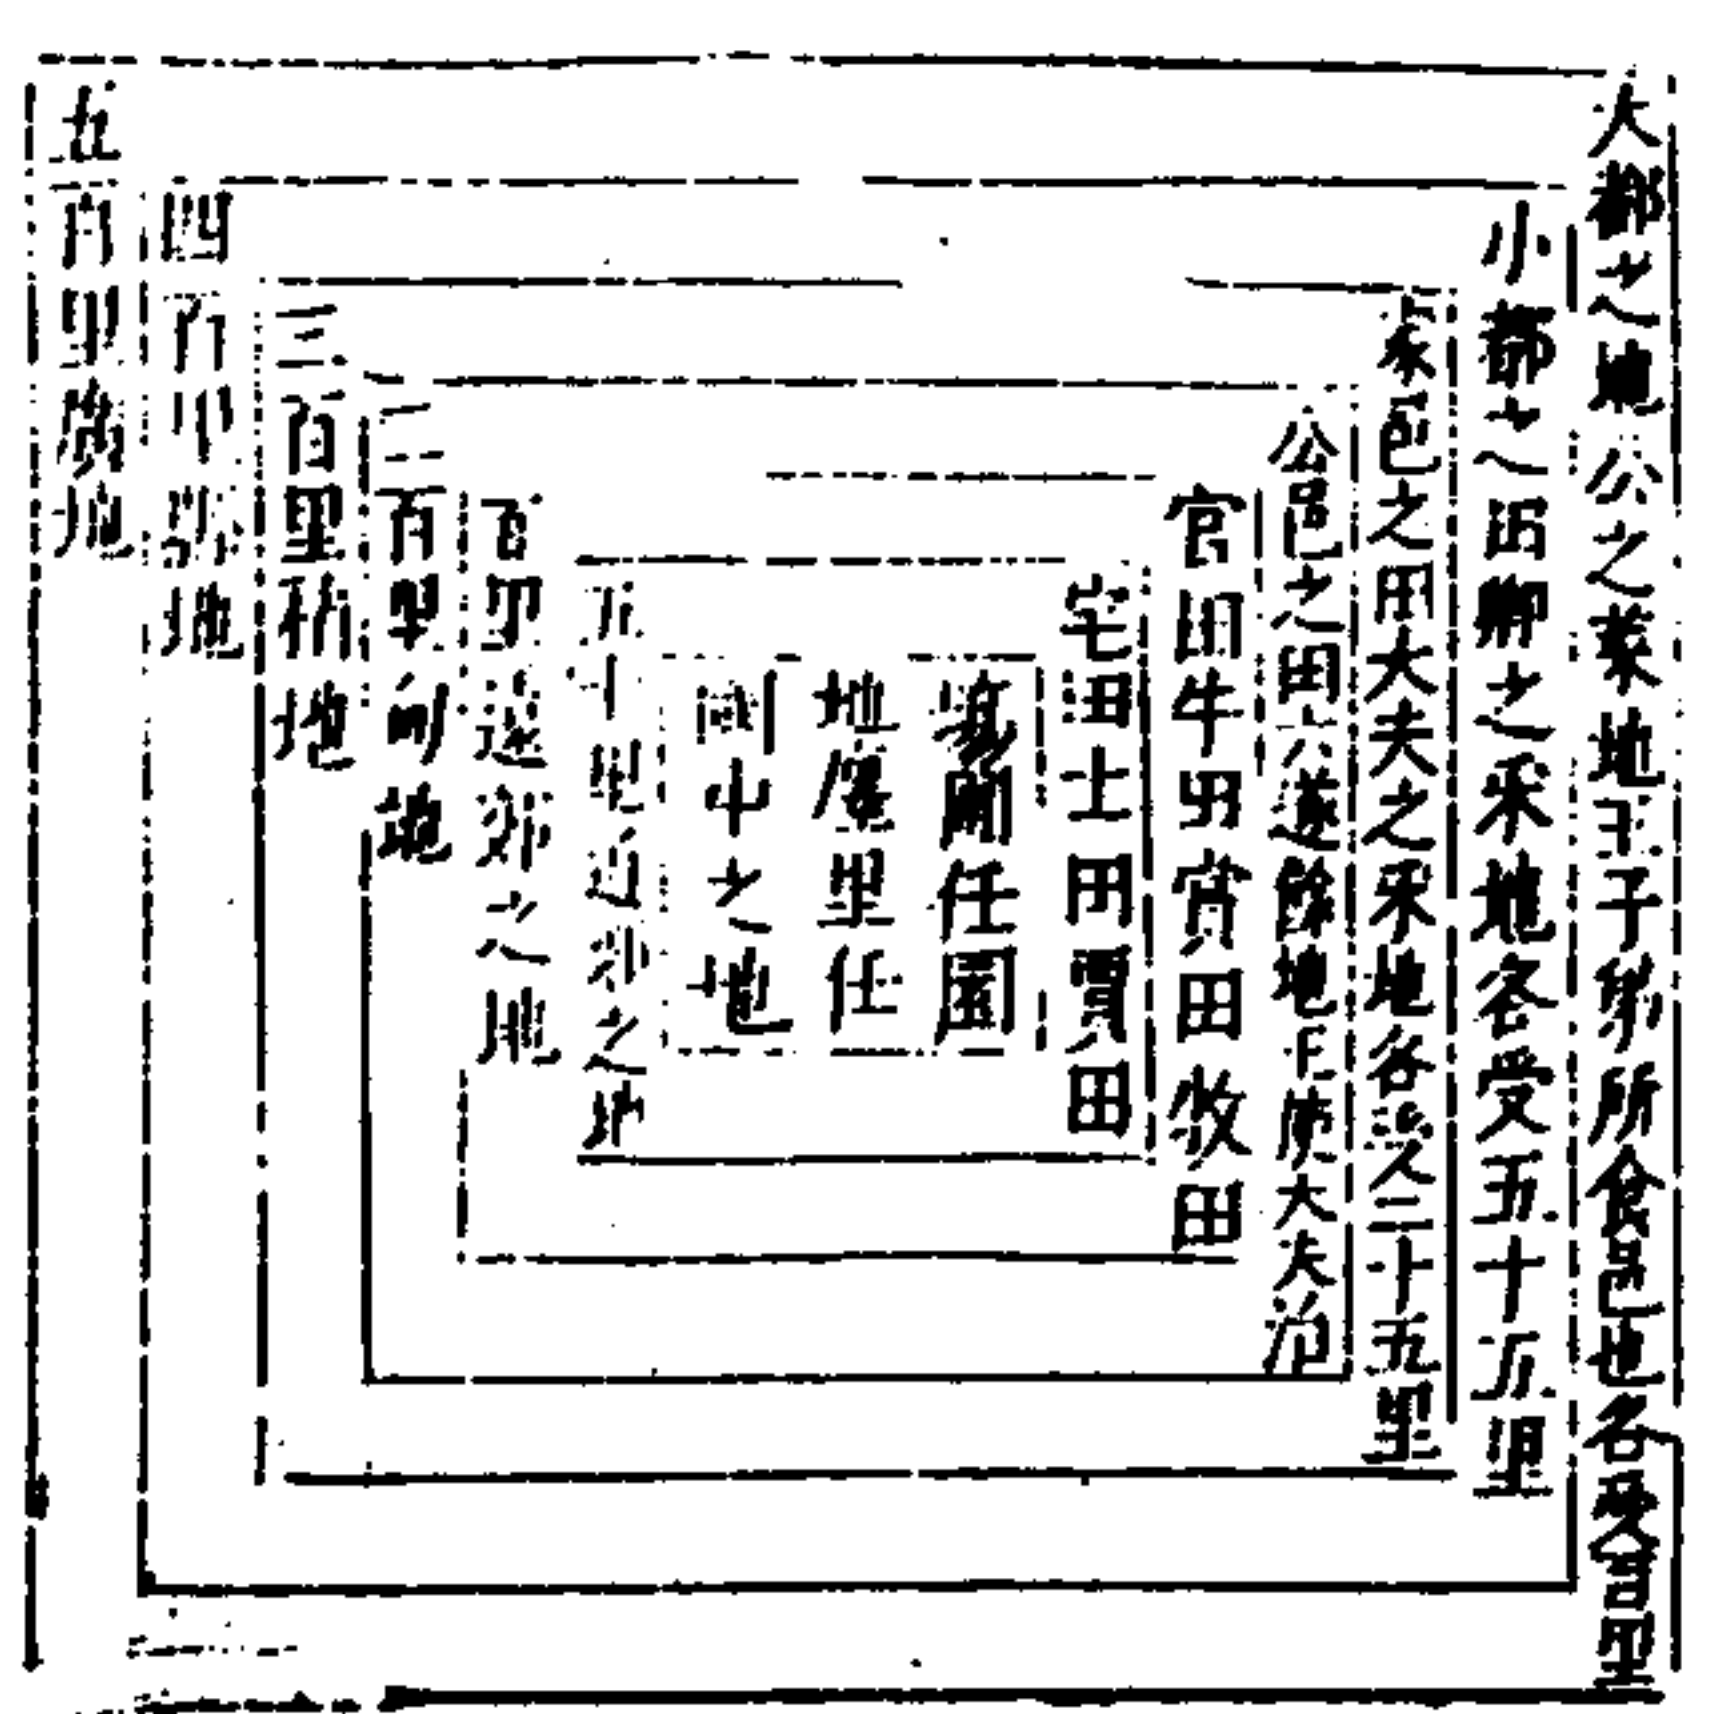 大都之地公之菜地王子弟所食邑也各受百里
小都之田卿之采地各受五十五里
家邑之田大夫之采地各受二十五里
公邑之田六遂餘地王使大夫治
官田牛田賞田牧田
宅田士田賈田
場圃任園
地廛里任
國中之地
五十里近郊之地
百里遠郊之地
二百里甸地
三百里稍地
四百里縣地
五百里畺地